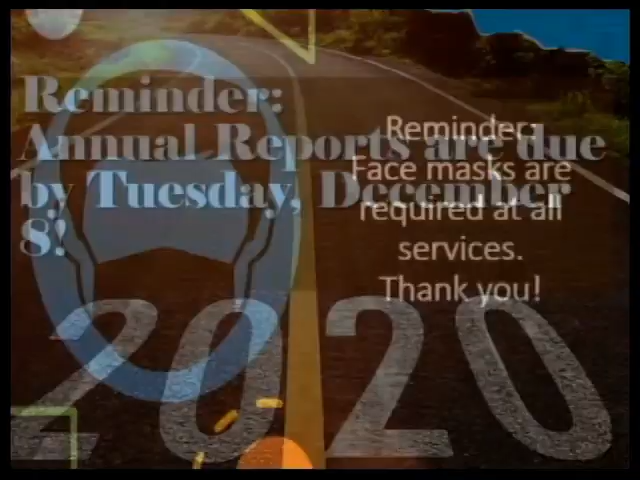 Reminder:
Annual Reports are due
by Tuesday, December
8!
Reminder:
Face masks are
required at all
services.
Thank you!
2020